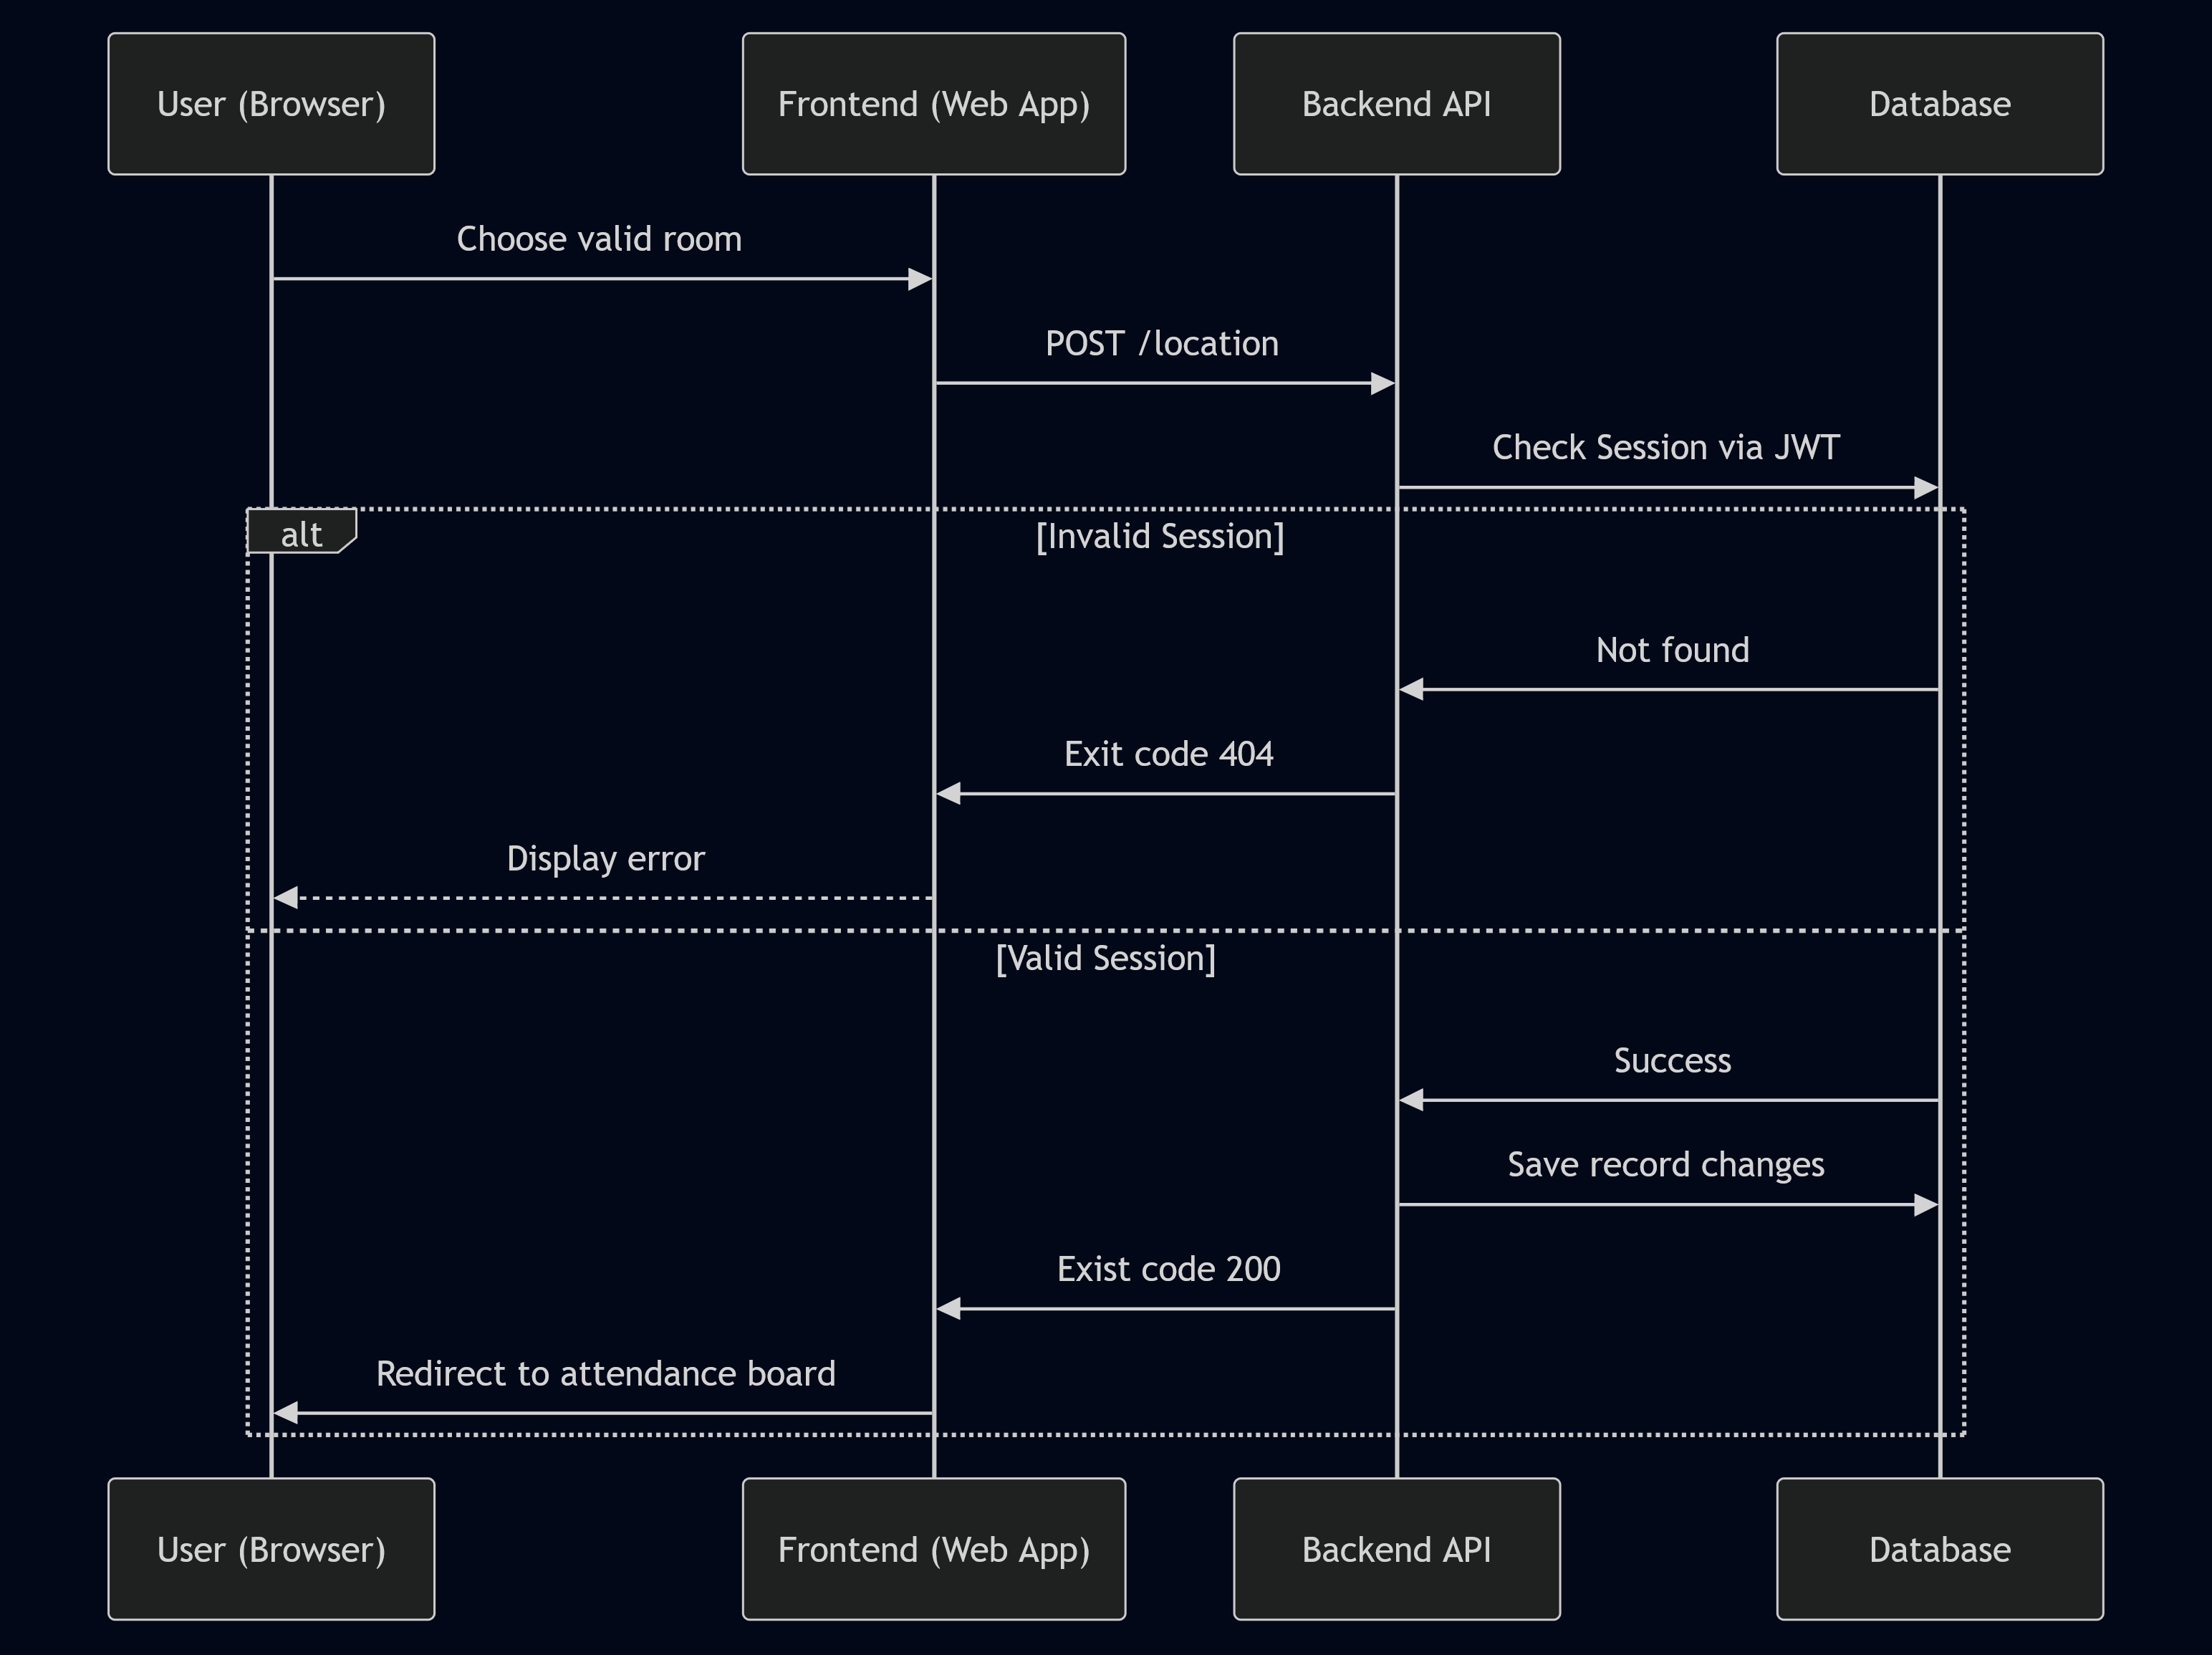 User (Browser)
Frontend (Web App)
Backend API
Database
Choose valid room
POST /location
Check Session via JWT
alt
[Invalid Session]
Not found
Exit code 404
Display error
[Valid Session]
Success
Save record changes
Exist code 200
Redirect to attendance board
User (Browser)
Frontend (Web App)
Backend API
Database